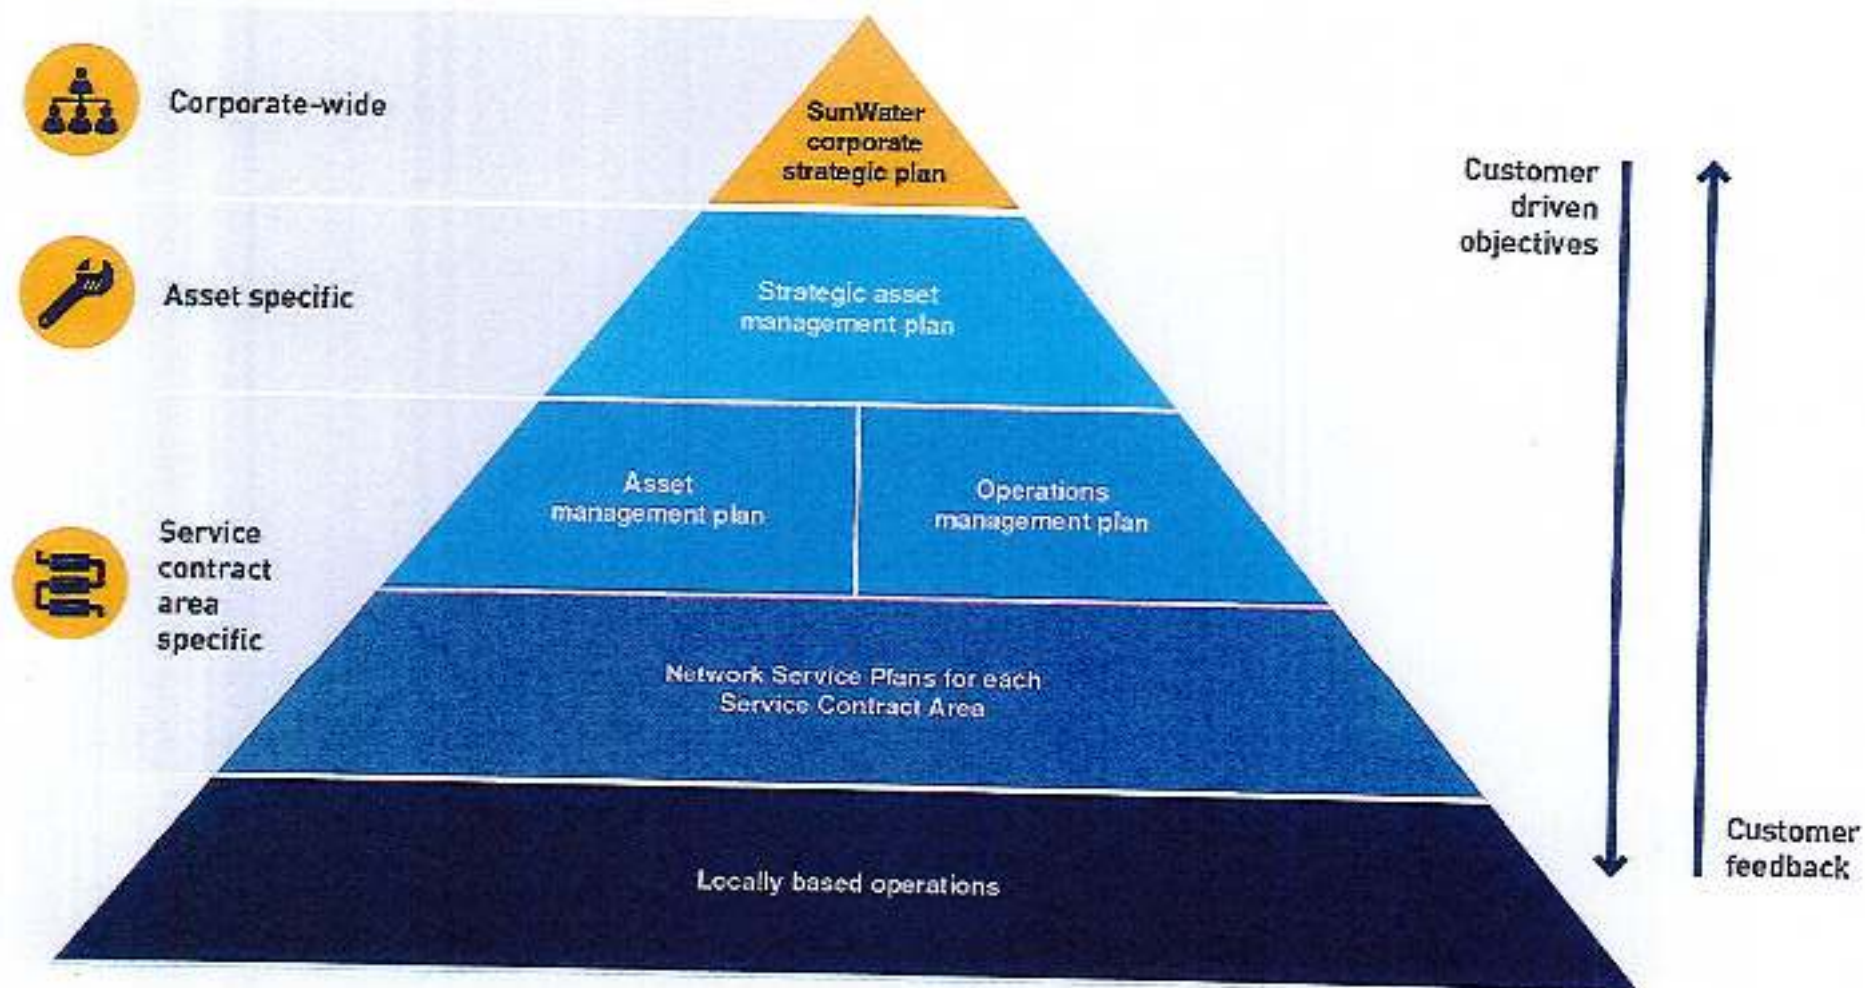 Corporate-wide
SunWater
corporate
strategic plan
Customer
driven
objectives
Asset specific
Strategic asset
management plan
Asset
management plan
Operations
management plan
Service
contract
area
specific
Network Service Plans for each
Service Contract Area
Customer
feedback
Locally based operations